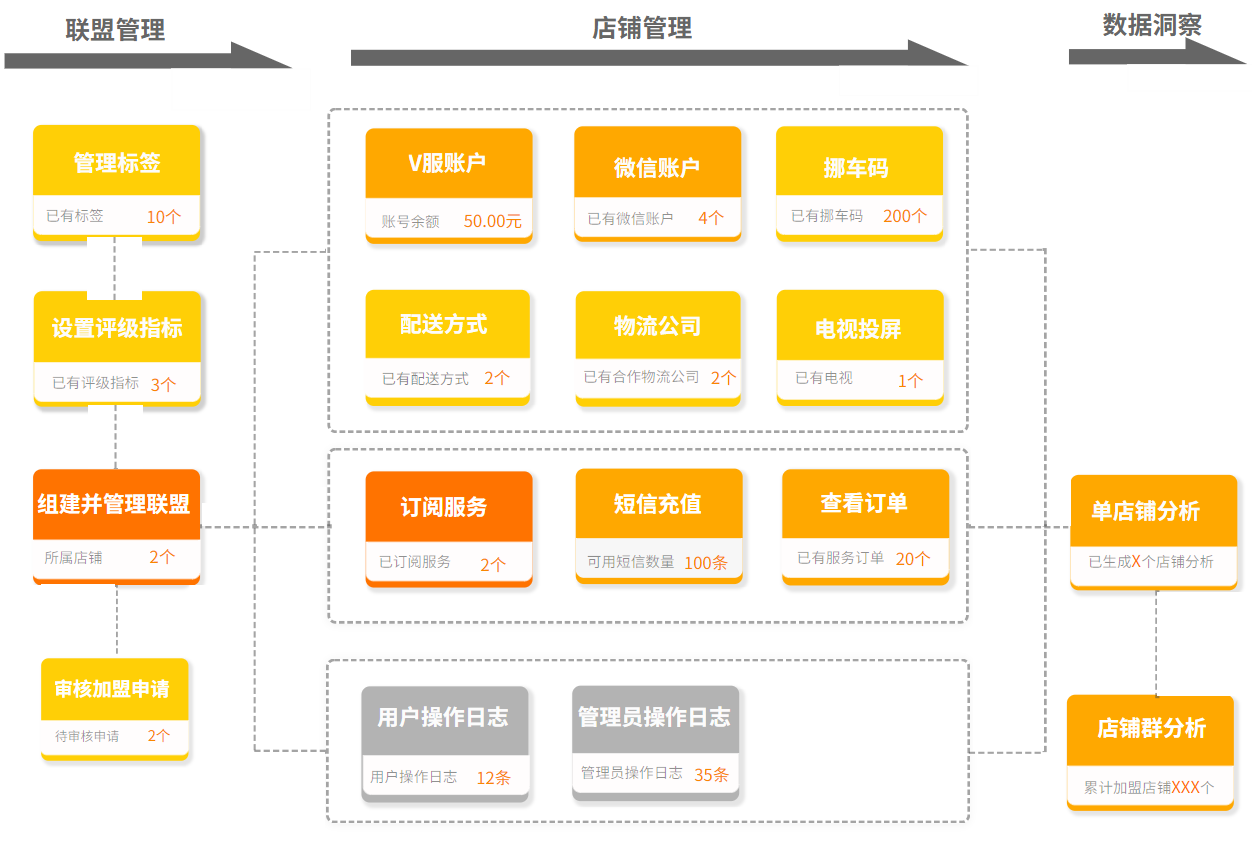 联盟管理
店铺管理
数据洞察
管理标签
已有标签 10个
设置评级指标
已有评级指标 3个
组建并管理联盟
所属店铺 2个
审核加盟申请
待审核申请 2个
V服账户
账号余额 50.00元
微信账户
已有微信账户 4个
挪车码
已有挪车码 200个
配送方式
已有配送方式 2个
物流公司
已有合作物流公司 2个
电视投屏
已有电视 1个
订阅服务
已订阅服务 2个
短信充值
可用短信数量 100条
查看订单
已有服务订单 20个
用户操作日志
用户操作日志 12条
管理员操作日志
管理员操作日志 35条
单店铺分析
已生成X个店铺分析
店铺群分析
累计加盟店铺XXX个